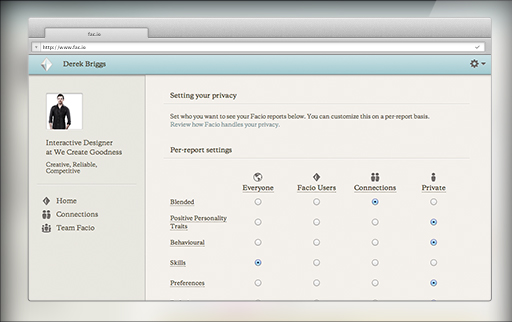 fac.io
http://www.fac.io
Derek Briggs
Interactive Designer
at We Create Goodness
Creative, Reliable,
Competitive
Home
Connections
Team Facio
Setting your privacy
Set who you want to see your Facio reports below. You can customize this on a per-report basis.
Review how Facio handles your privacy.
Per-report settings
Everyone
Facio Users
Connections
Private
Blended
Positive Personality
Traits
Behavioural
Skills
Preferences